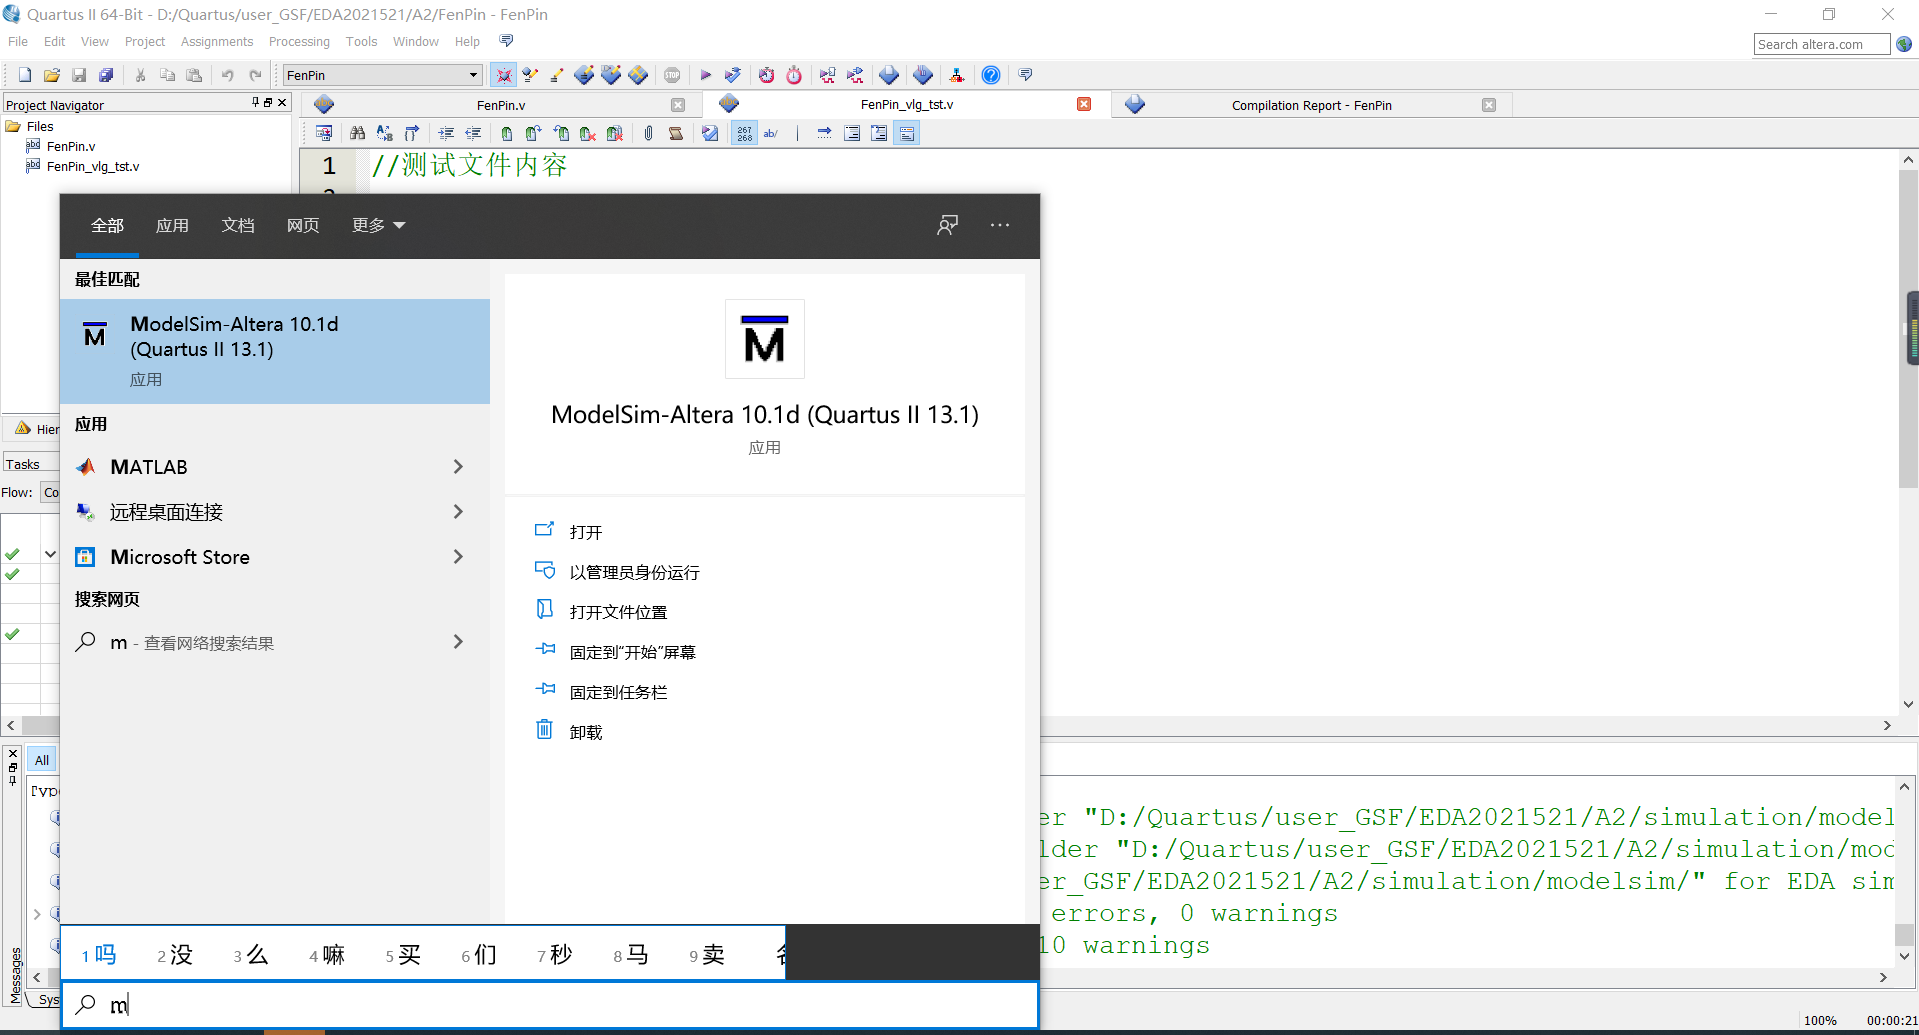 Quartus II 64-Bit - D:/Quartus/user_GSF/EDA2021521/A2/FenPin - FenPin
File Edit View Project Assignments Processing Tools Window Help
Search altera.com
FenPin
Project Navigator
FenPin.v
FenPin_vlg_tst.v
Compilation Report - FenPin
Files
FenPin.v
FenPin_vlg_tst.v
267
268
ab/
1 //测试文件内容
全部 应用 文档 网页 更多
最佳匹配
ModelSim-Altera 10.1d
(Quartus II 13.1)
应用
应用
MATLAB
远程桌面连接
Microsoft Store
搜索网页
m - 查看网络搜索结果
ModelSim-Altera 10.1d (Quartus II 13.1)
应用
打开
以管理员身份运行
打开文件位置
固定到“开始”屏幕
固定到任务栏
卸载
Hier
Tasks
Flow: Co
All
Type
er "D:/Quartus/user_GSF/EDA2021521/A2/simulation/model
lder "D:/Quartus/user_GSF/EDA2021521/A2/simulation/mod
er_GSF/EDA2021521/A2/simulation/modelsim/" for EDA sim
errors, 0 warnings
10 warnings
Messages
Sys
1 吗 2 没 3 么 4 嘛 5 买 6 们 7 秒 8 马 9 卖
m
100% 00:00:21